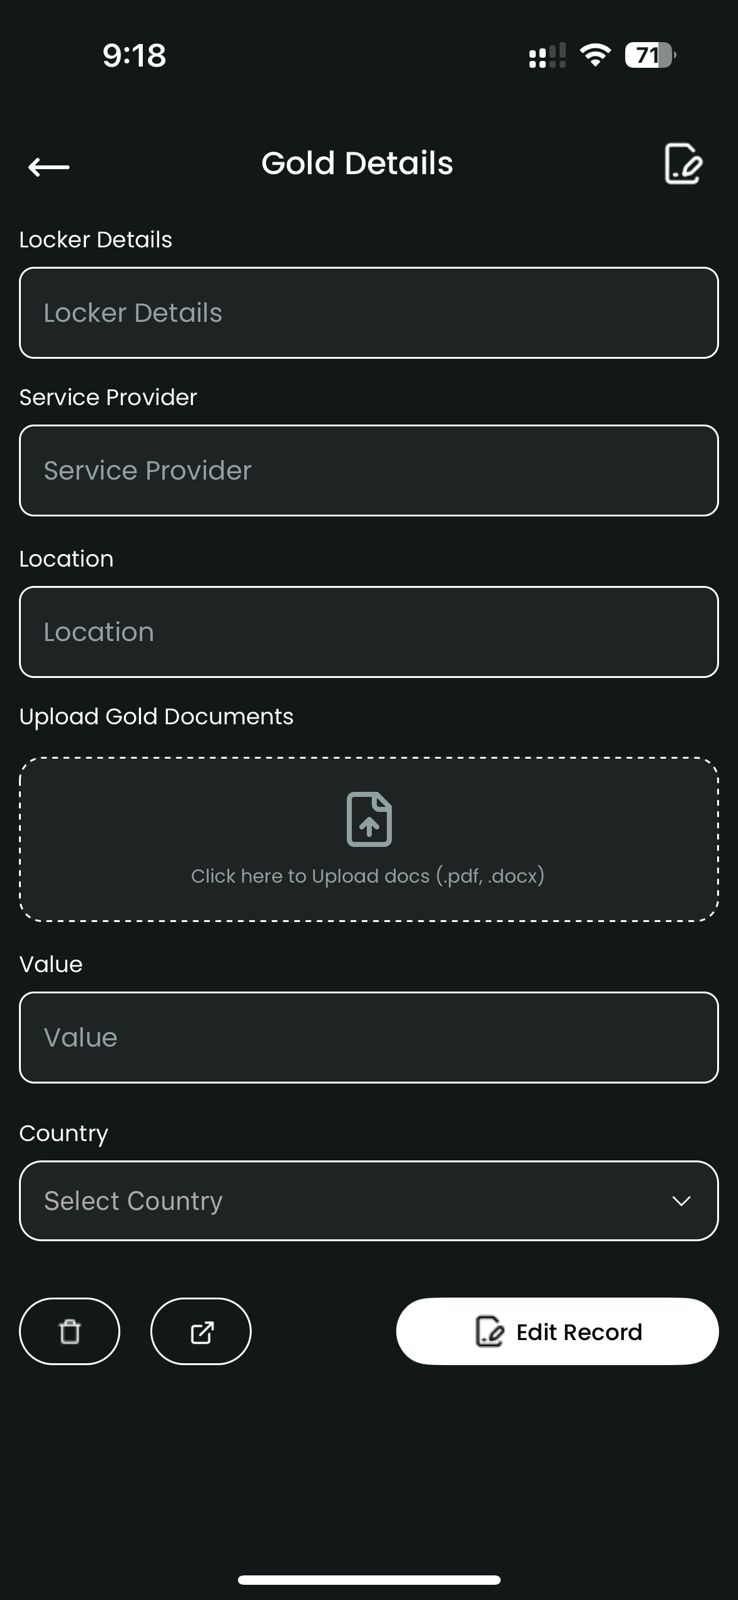 9:18
71
Gold Details
Locker Details
Locker Details
Service Provider
Service Provider
Location
Location
Upload Gold Documents
Click here to Upload docs (.pdf, .docx)
Value
Value
Country
Select Country
Edit Record